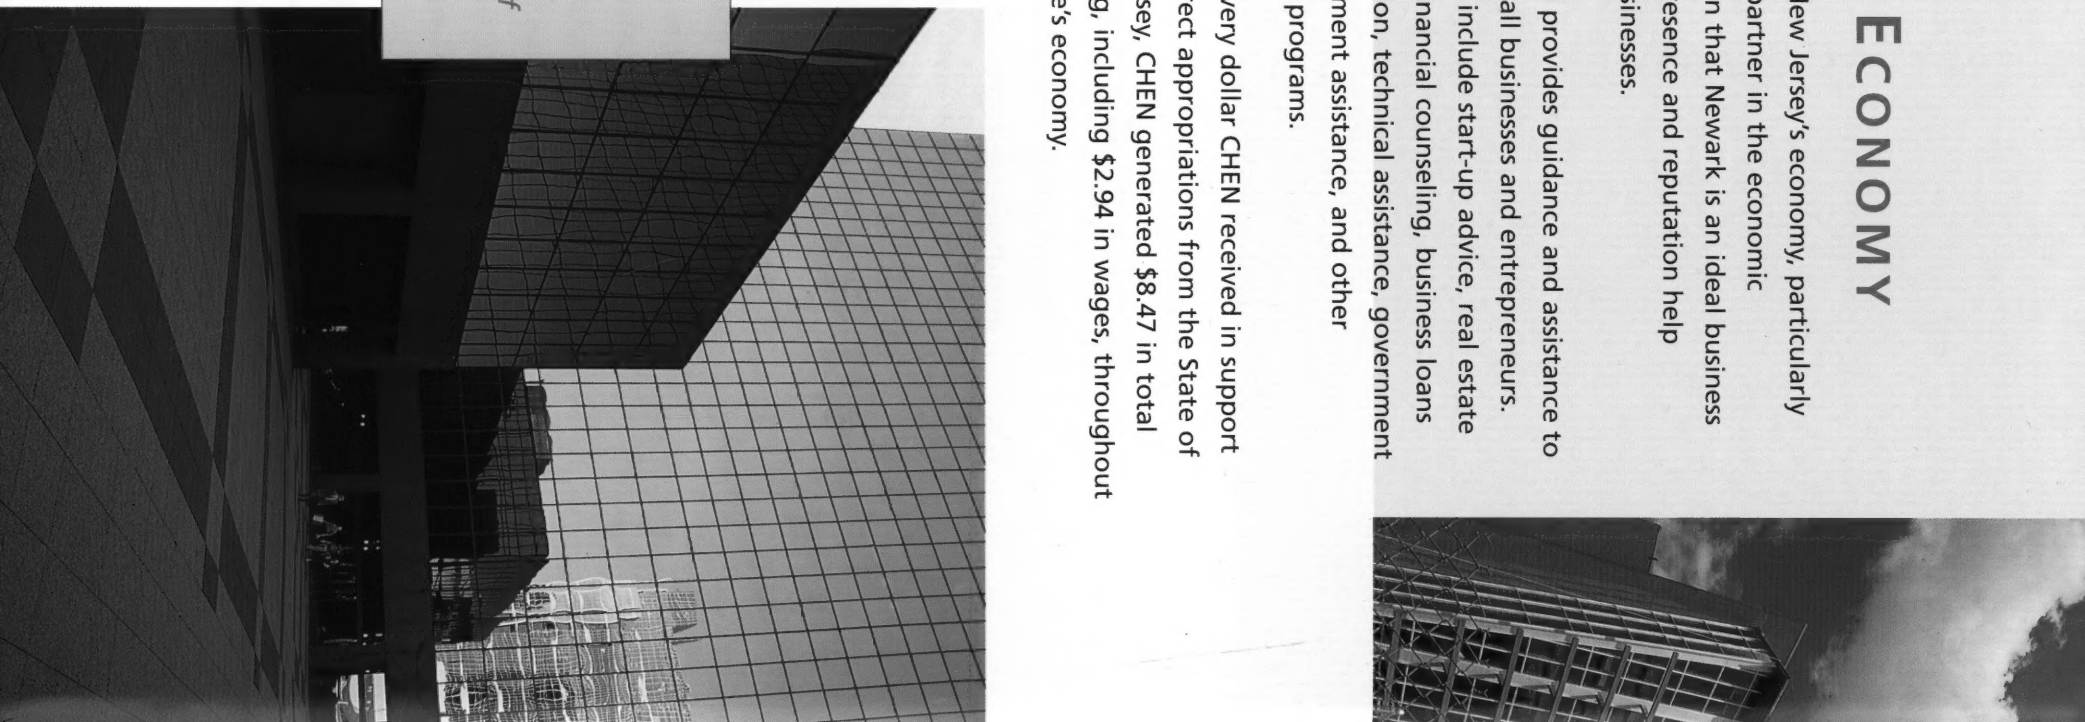 ECONOMY
New Jersey's economy, particularly
partner in the economic
n that Newark is an ideal business
esence and reputation help
sinesses.
provides guidance and assistance to
all businesses and entrepreneurs.
include start-up advice, real estate
nancial counseling, business loans
on, technical assistance, government
ment assistance, and other
programs.
very dollar CHEN received in support
rect appropriations from the State of
sey, CHEN generated $8.47 in total
g, including $2.94 in wages, throughout
e's economy.
f